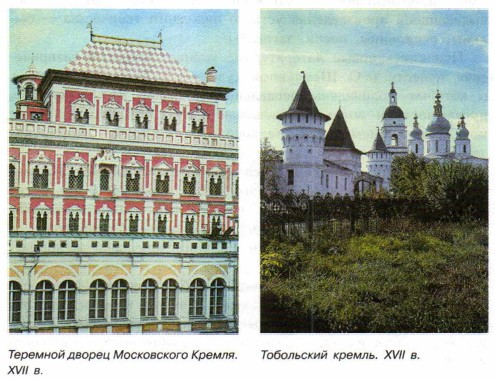 Теремной дворец Московского Кремля.
XVII в.
Тобольский кремль. XVII в.